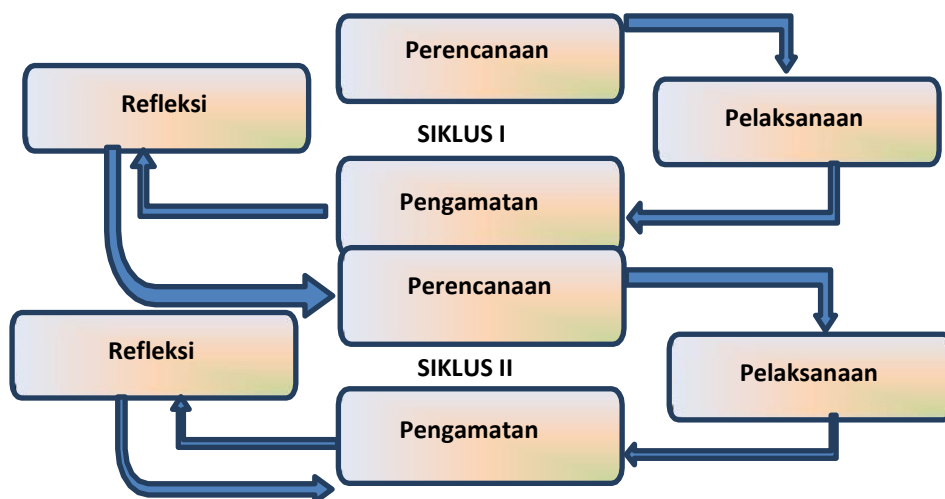 Perencanaan
Refleksi
Pelaksanaan
SIKLUS I
Pengamatan
Perencanaan
Refleksi
Pelaksanaan
SIKLUS II
Pengamatan